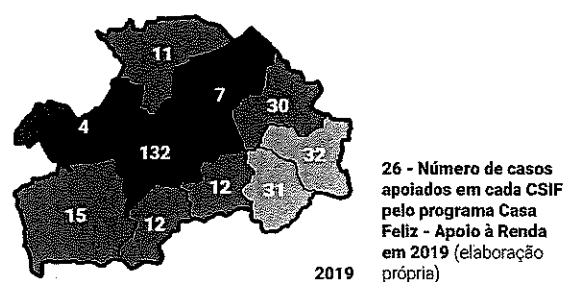 11
7
30
4
132
32
12
31
15
12
26 - Número de casos
apoiados em cada CSIF
pelo programa Casa
Feliz - Apoio à Renda
em 2019 (elaboração
própria)
2019